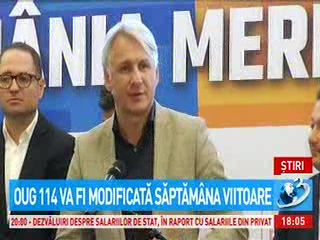 ÂNIA MERI
OUG 114 VA FI MODIFICATĂ SĂPTĂMÂNA VIITOARE
ȘTIRI
20:00 - DEZVĂLUIRI DESPRE SALARIILOR DE STAT, ÎN RAPORT CU SALARIILE DIN PRIVAT
18:05